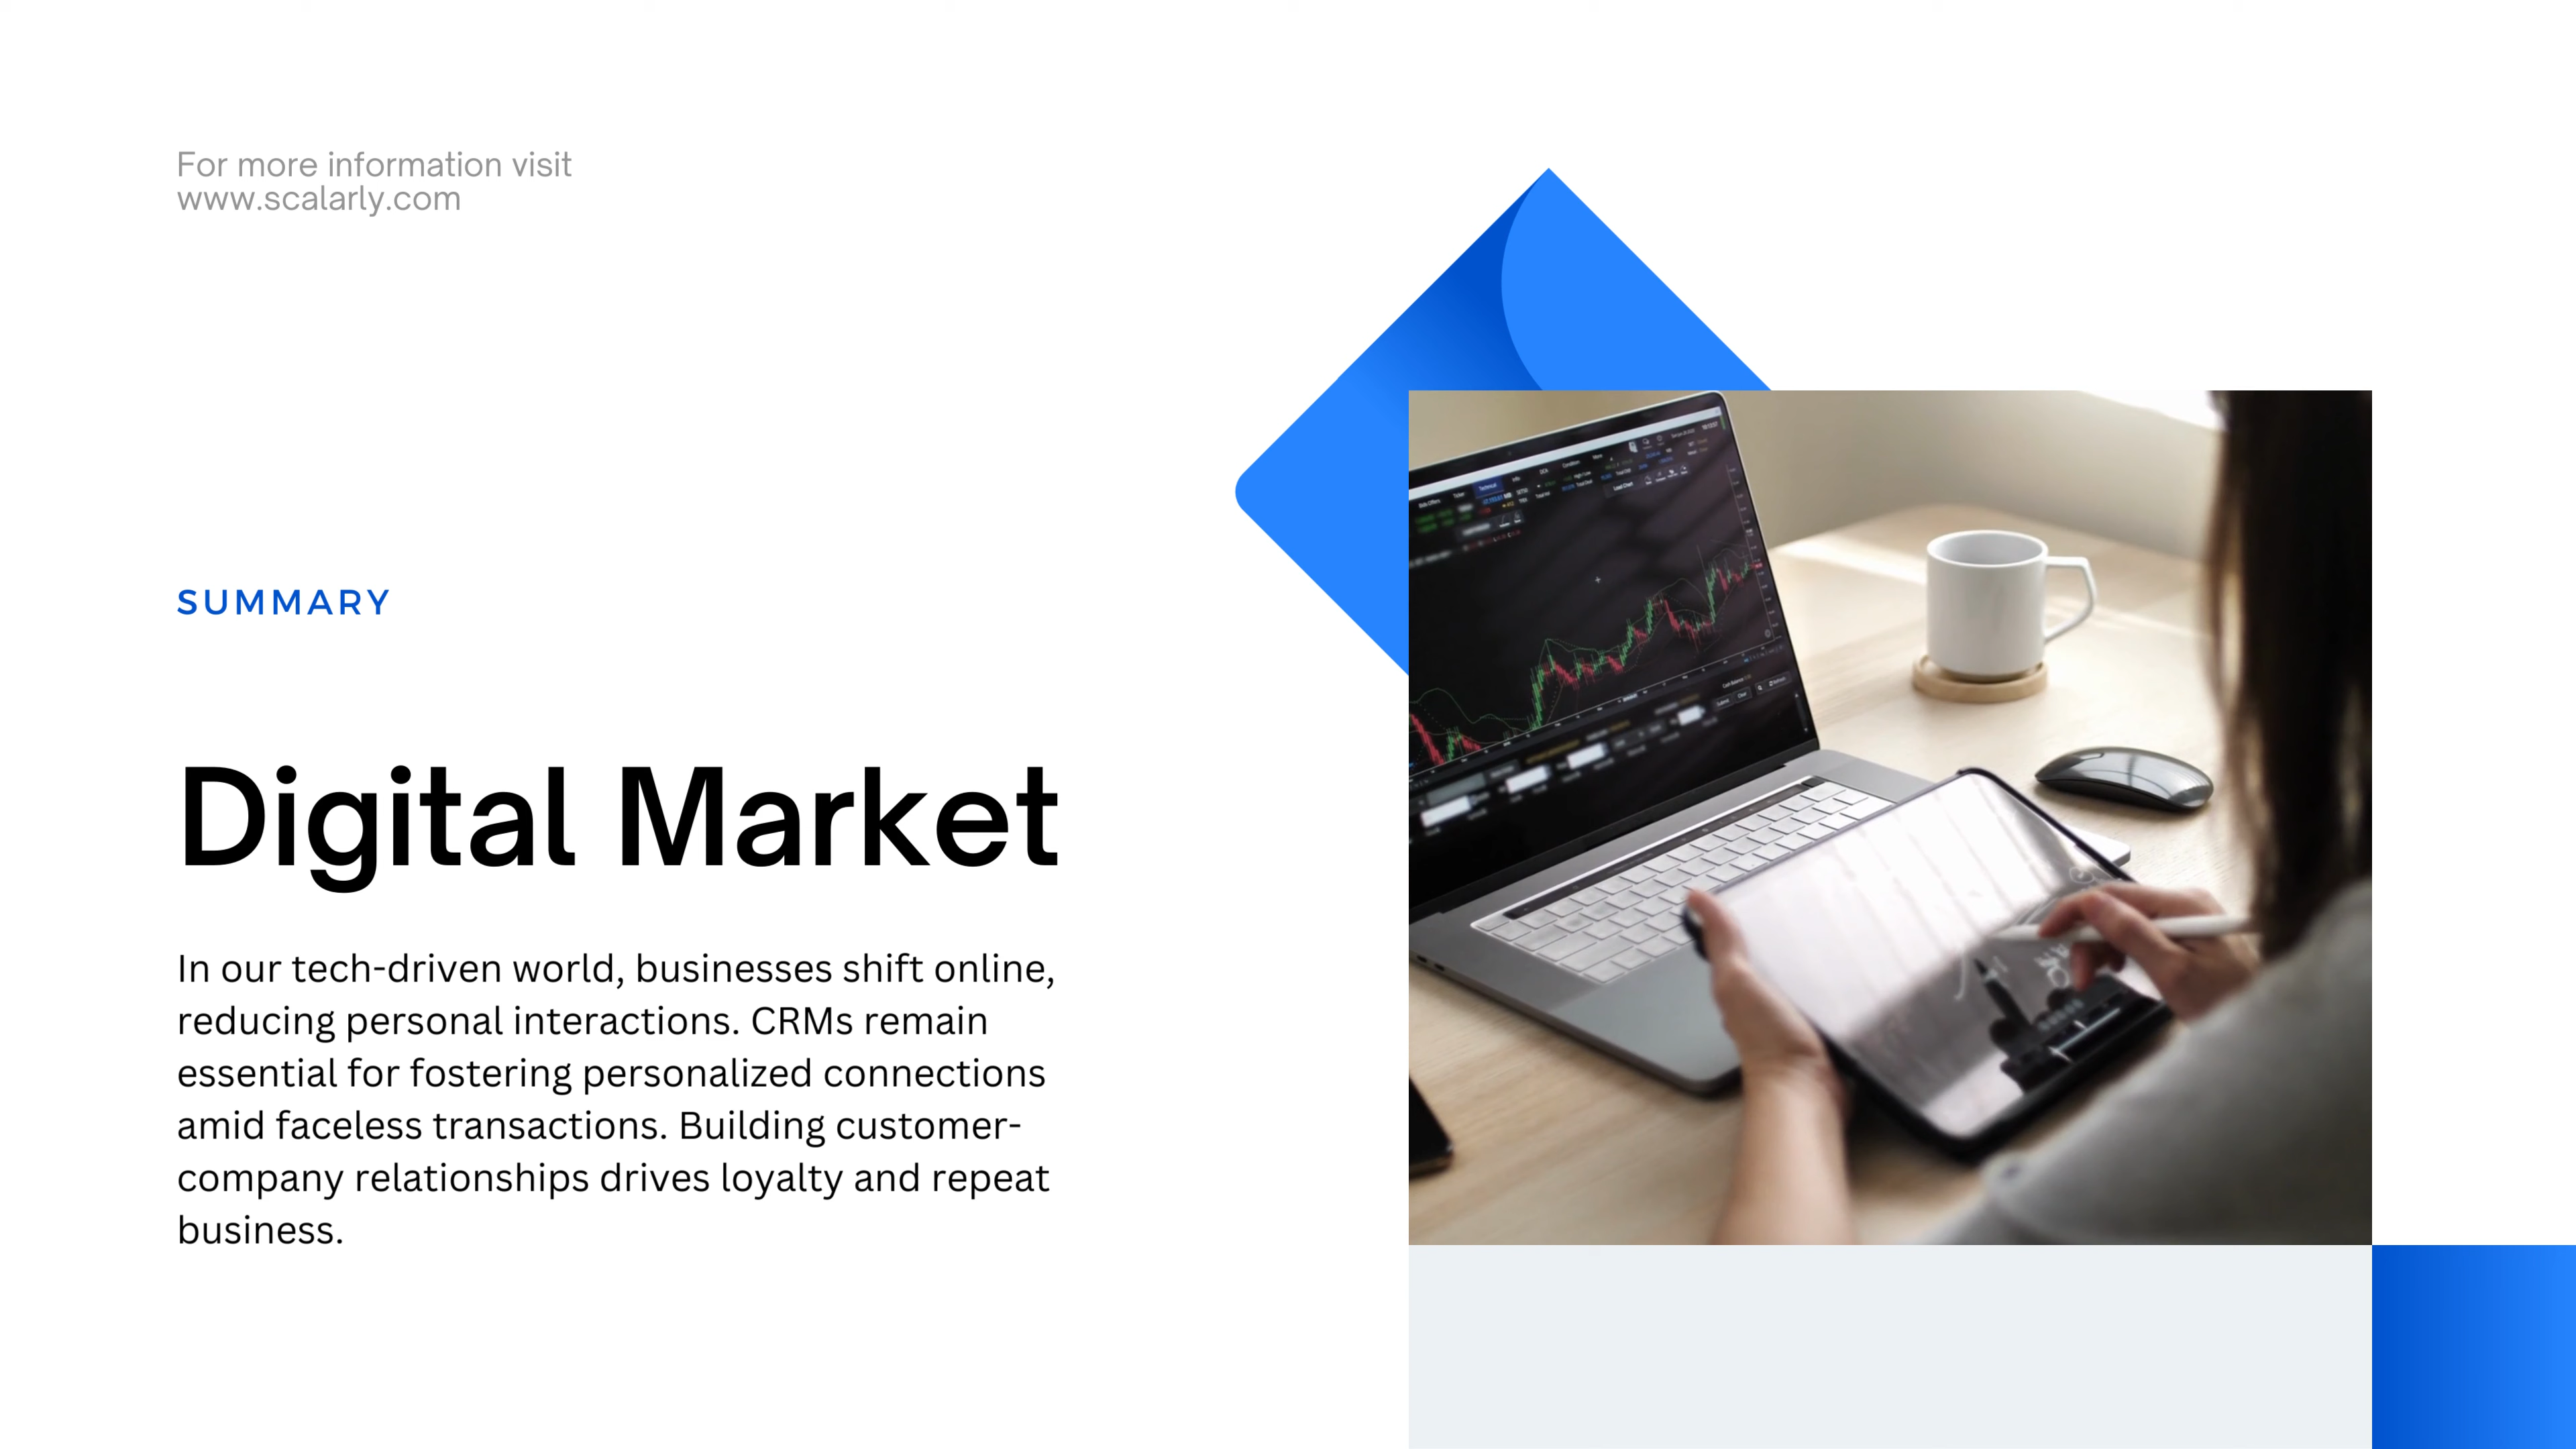 For more information visit
www.scalarly.com
SUMMARY
Digital Market
In our tech-driven world, businesses shift online,
reducing personal interactions. CRMs remain
essential for fostering personalized connections
amid faceless transactions. Building customer-
company relationships drives loyalty and repeat
business.